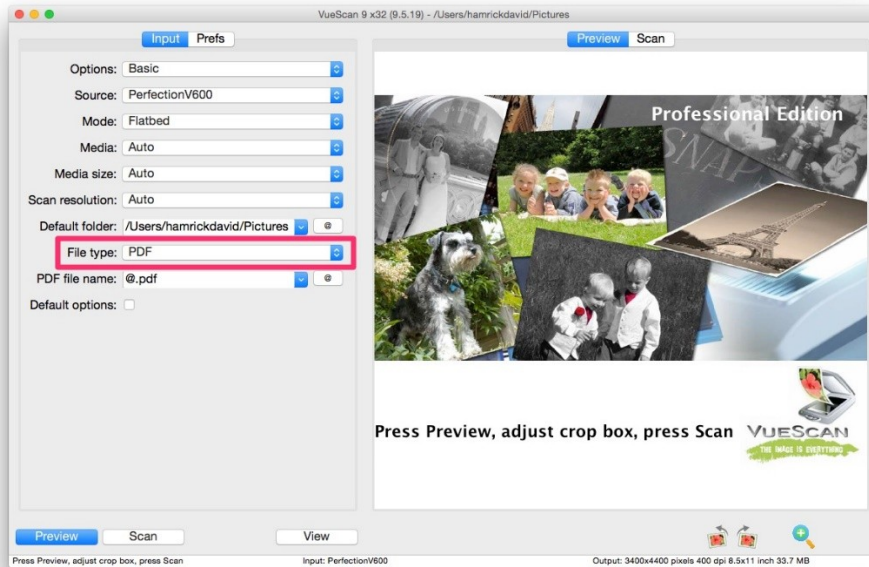 VueScan 9 x32 (9.5.19) - /Users/hamrickdavid/Pictures
Input Prefs
Preview Scan
Options: Basic
Source: PerfectionV600
Mode: Flatbed
Media: Auto
Media size: Auto
Scan resolution: Auto
Default folder: /Users/hamrickdavid/Pictures @
File type: PDF
PDF file name: @.pdf @
Default options:
Professional Edition
SNAP
Press Preview, adjust crop box, press Scan
VUESCAN
THE IMAGE IS EVERYTHING
Preview Scan View
Press Preview, adjust crop box, press Scan Input: PerfectionV600 Output: 3400x4400 pixels 400 dpi 8.5x11 inch 33.7 MB